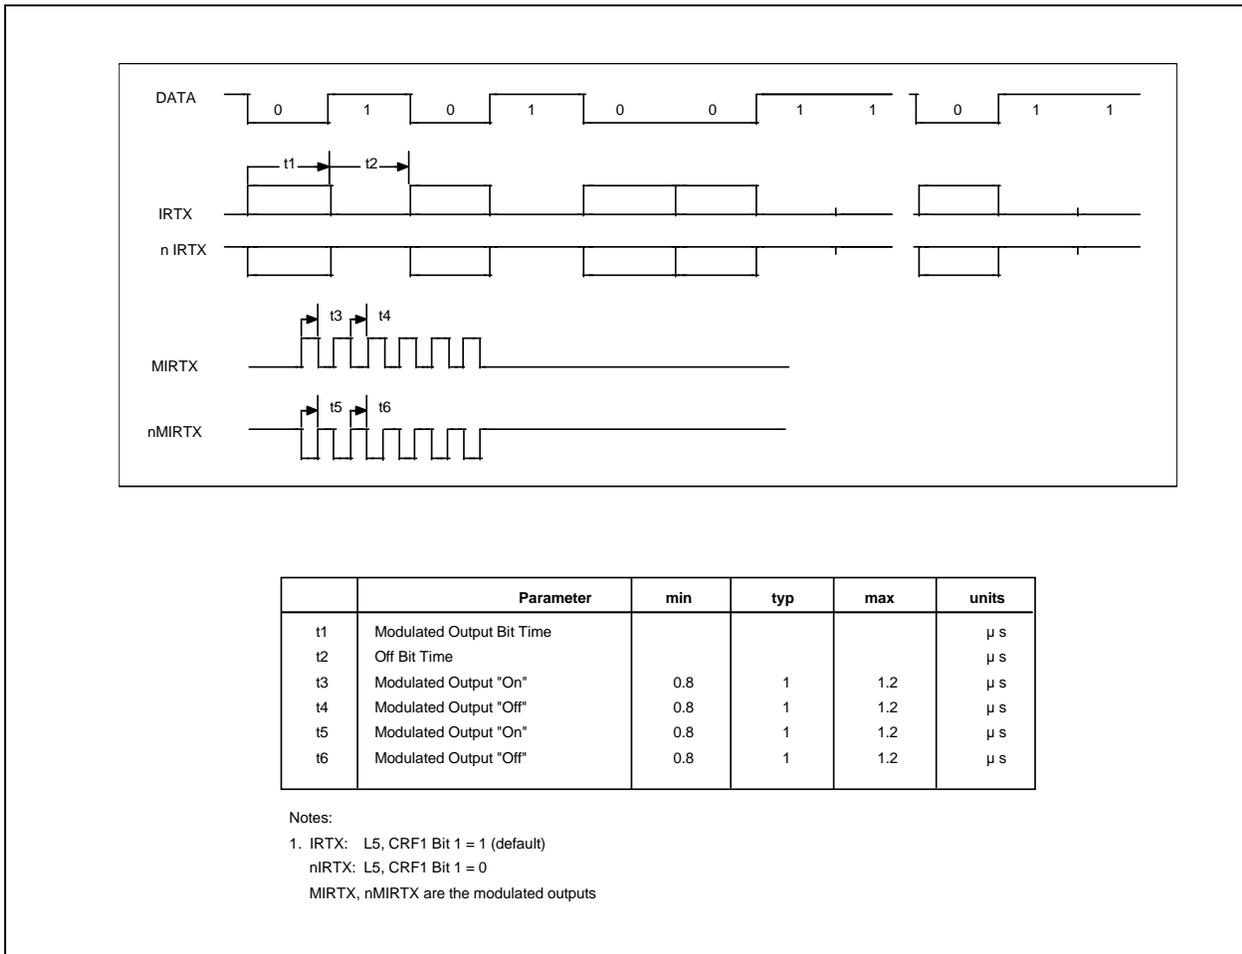 DATA 0 1 0 1 0 0 1 1 0 1 1
t1 t2
IRTX
n IRTX
t3 t4
MIRTX
t5 t6
nMIRTX
Parameter min typ max units
t1 Modulated Output Bit Time µ s
t2 Off Bit Time µ s
t3 Modulated Output "On" 0.8 1 1.2 µ s
t4 Modulated Output "Off" 0.8 1 1.2 µ s
t5 Modulated Output "On" 0.8 1 1.2 µ s
t6 Modulated Output "Off" 0.8 1 1.2 µ s
Notes:
1. IRTX: L5, CRF1 Bit 1 = 1 (default)
nIRTX: L5, CRF1 Bit 1 = 0
MIRTX, nMIRTX are the modulated outputs